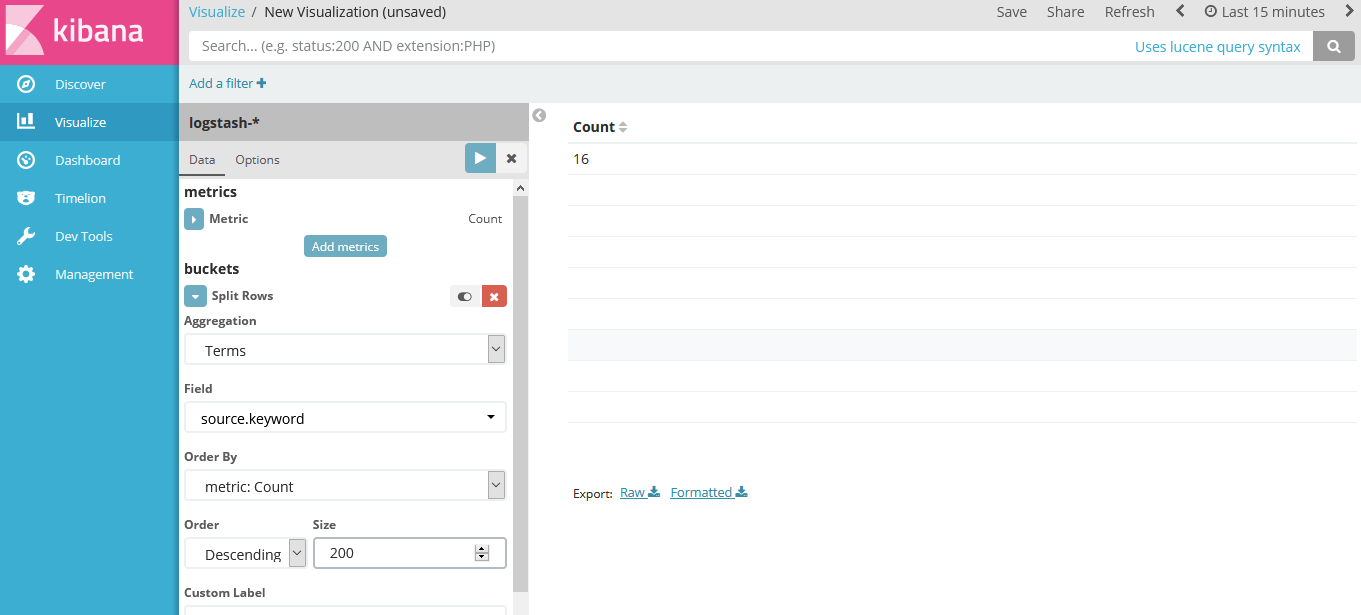 kibana
Discover
Visualize
Dashboard
Timelion
Dev Tools
Management
Visualize / New Visualization (unsaved)
Save Share Refresh Last 15 minutes
Search... (e.g. status:200 AND extension:PHP) Uses lucene query syntax
Add a filter +
logstash-*
Data Options
metrics
Metric Count
Add metrics
buckets
Split Rows
Aggregation
Terms
Field
source.keyword
Order By
metric: Count
Order Size
Descending 200
Custom Label
Count
16
Export: Raw Formatted